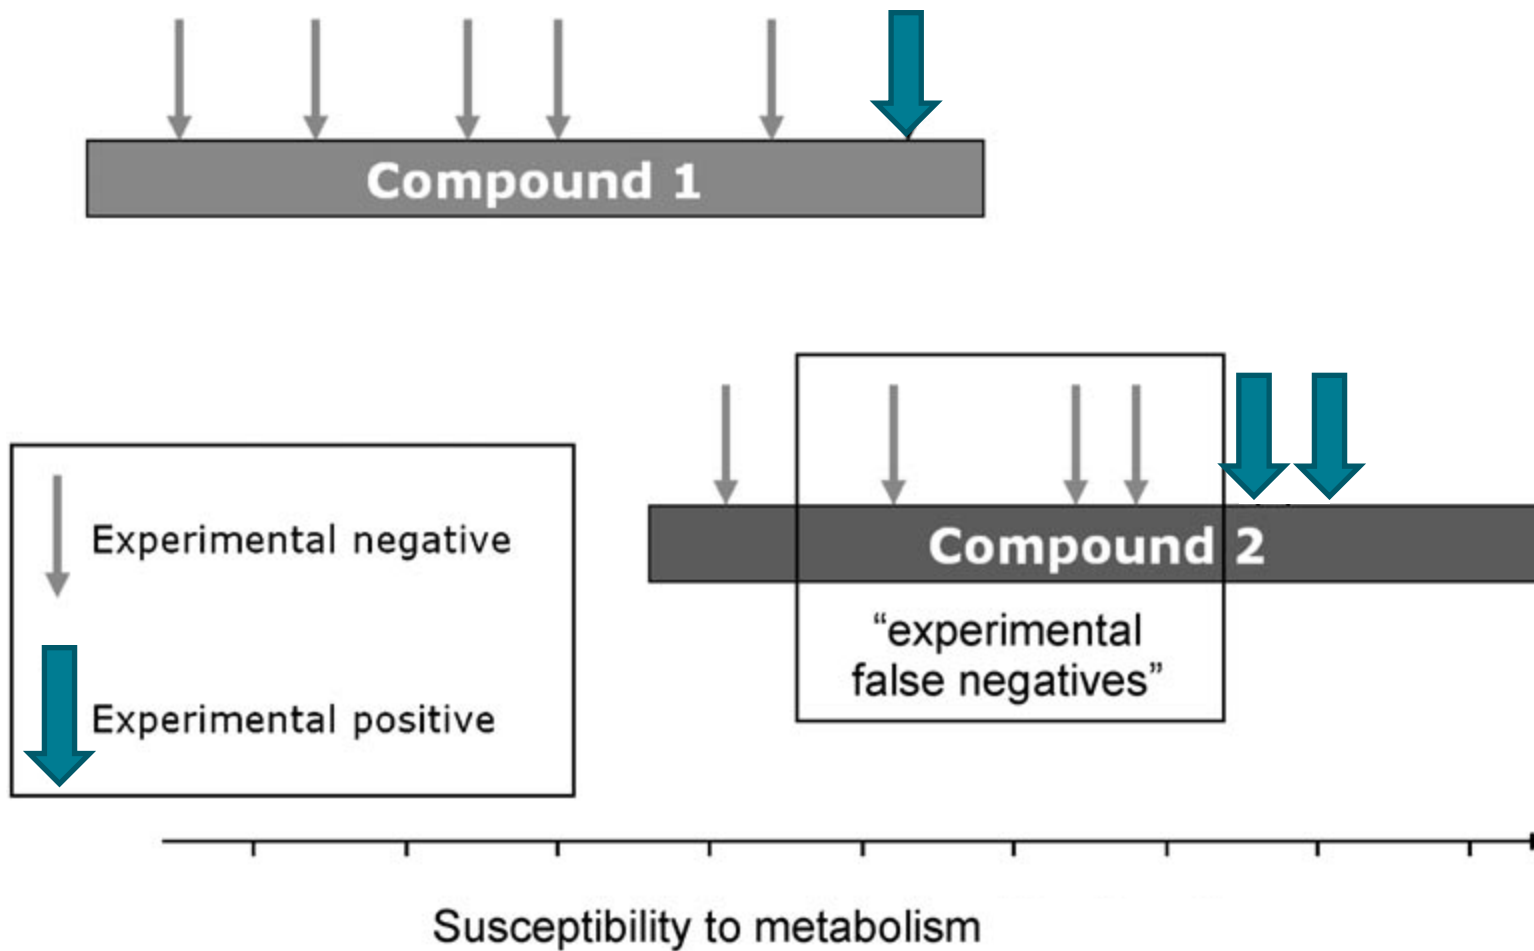 Compound 1
Experimental negative
Experimental positive
Compound 2
“experimental
false negatives”
Susceptibility to metabolism